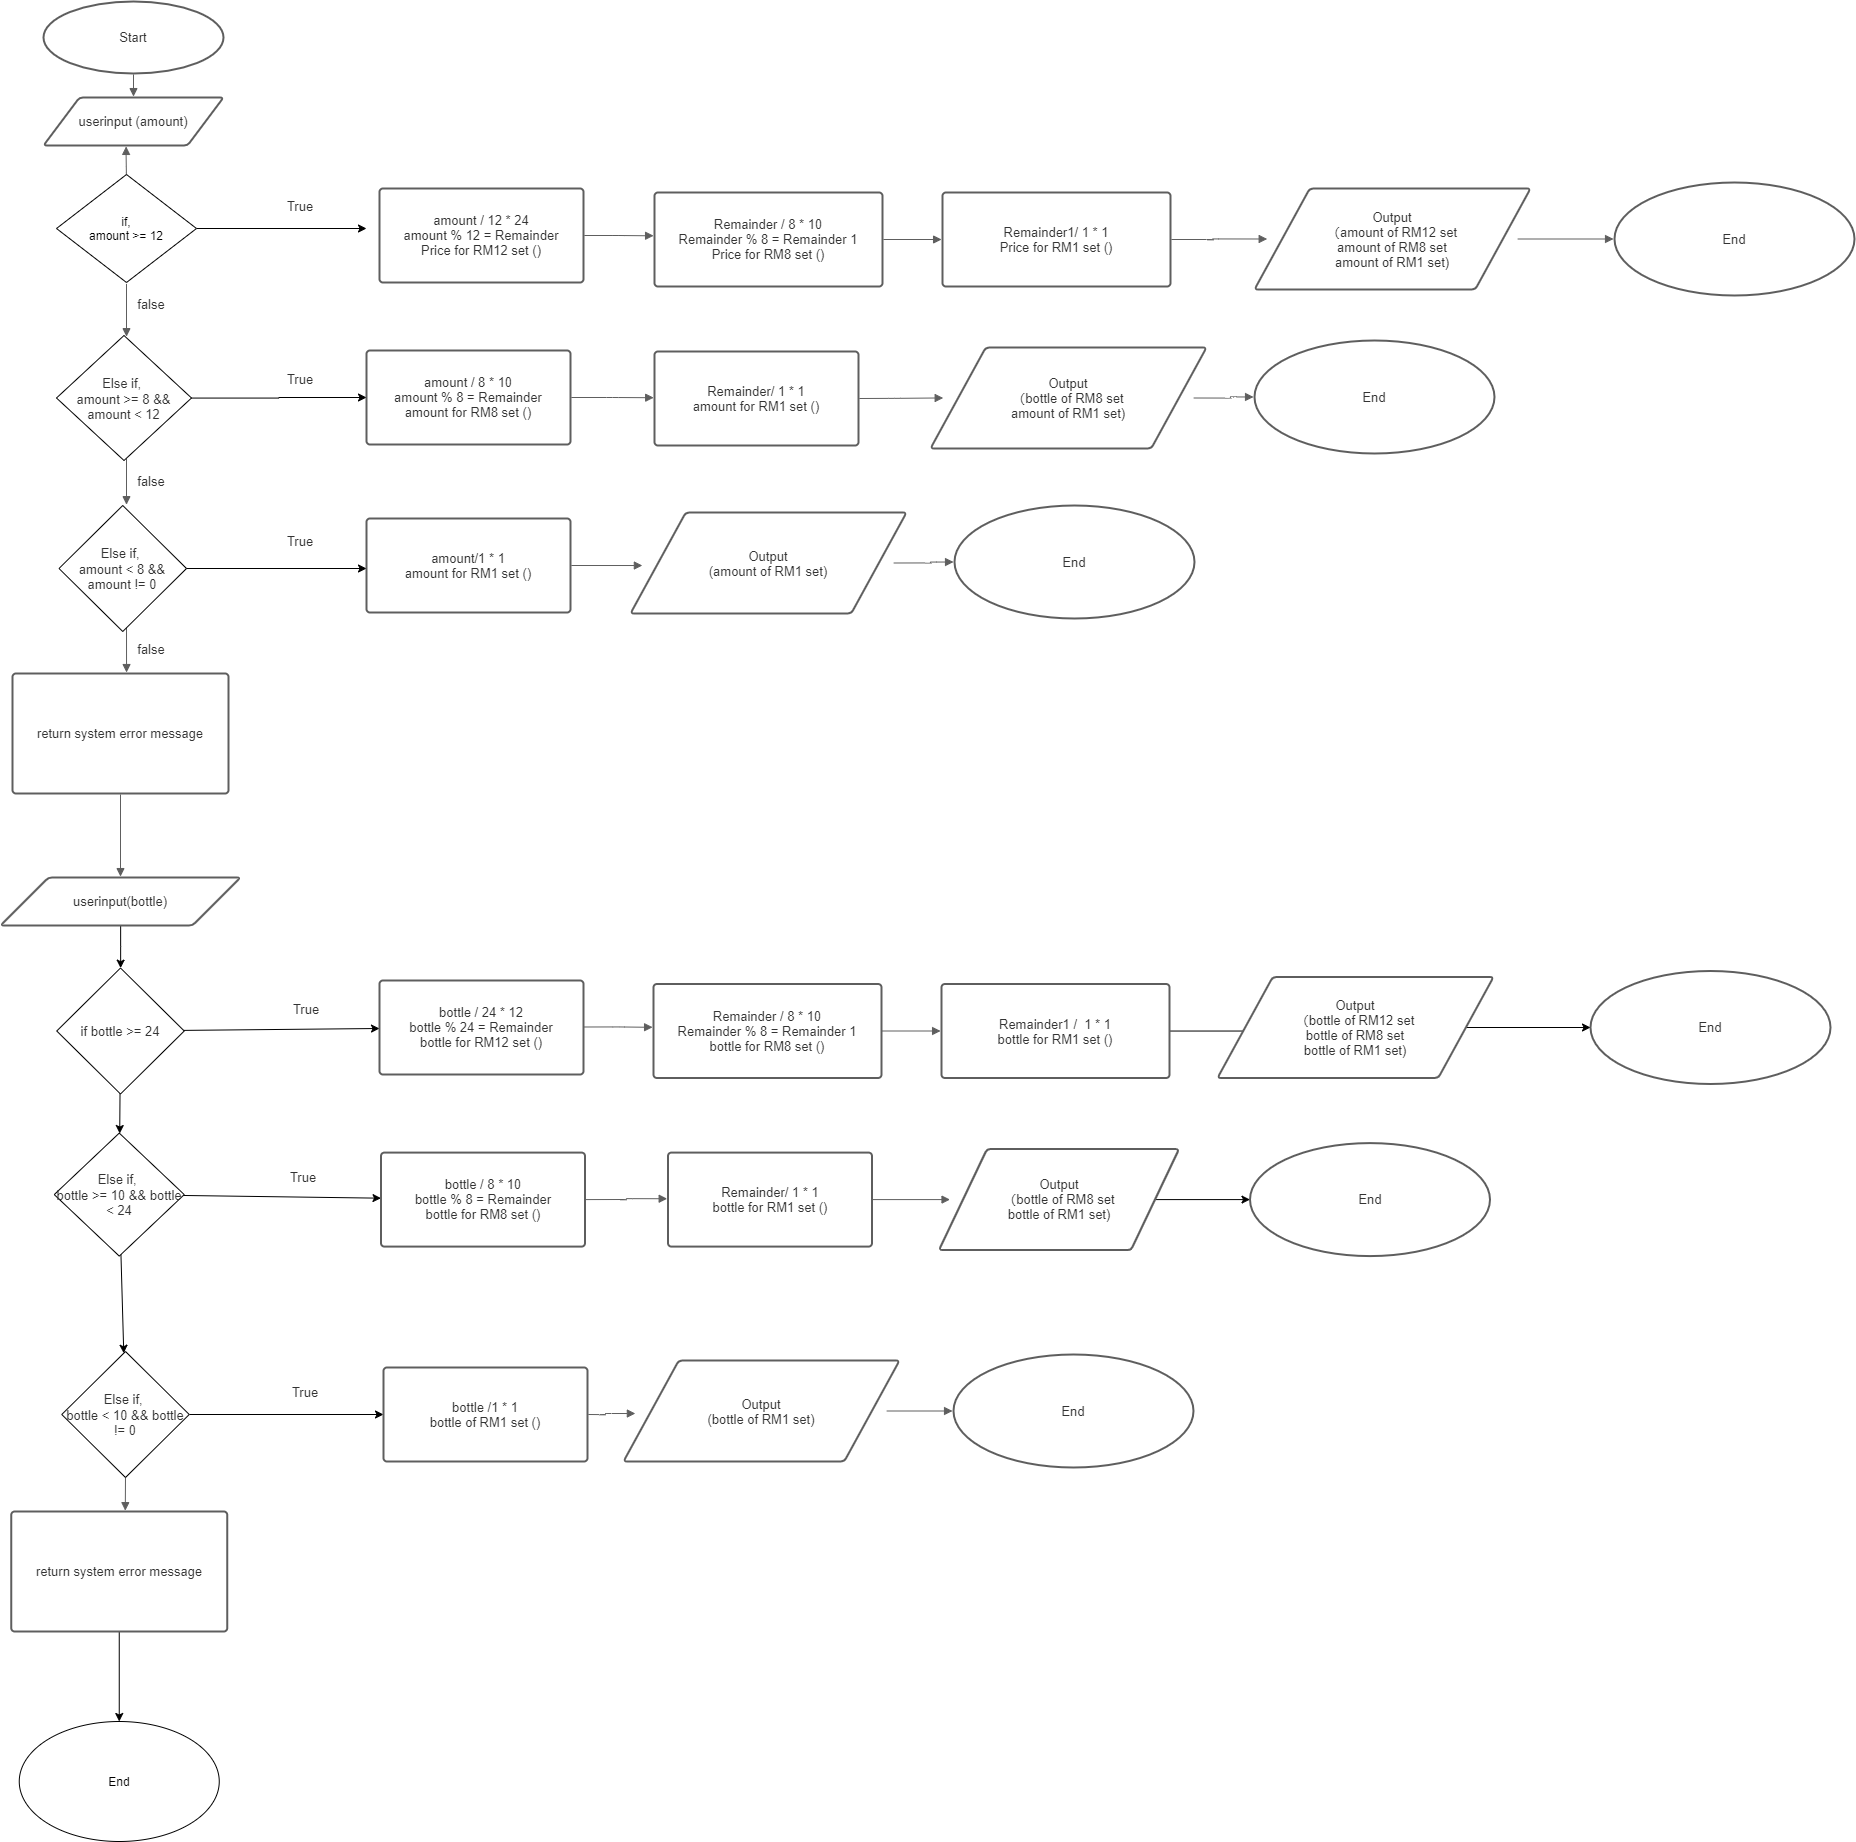 Start
userinput (amount)
if,
amount >= 12
True
amount / 12 * 24
amount % 12 = Remainder
Price for RM12 set ()
Remainder / 8 * 10
Remainder % 8 = Remainder 1
Price for RM8 set ()
Remainder1/ 1 * 1
Price for RM1 set ()
Output
(amount of RM12 set
amount of RM8 set
amount of RM1 set)
End
false
Else if,
amount >= 8 &&
amount < 12
True
amount / 8 * 10
amount % 8 = Remainder
amount for RM8 set ()
Remainder/ 1 * 1
amount for RM1 set ()
Output
(bottle of RM8 set
amount of RM1 set)
End
false
Else if,
amount < 8 &&
amount != 0
True
amount/1 * 1
amount for RM1 set ()
Output
(amount of RM1 set)
End
false
return system error message
userinput(bottle)
if bottle >= 24
True
bottle / 24 * 12
bottle % 24 = Remainder
bottle for RM12 set ()
Remainder / 8 * 10
Remainder % 8 = Remainder 1
bottle for RM8 set ()
Remainder1 /  1 * 1
bottle for RM1 set ()
Output
(bottle of RM12 set
bottle of RM8 set
bottle of RM1 set)
End
Else if,
bottle >= 10 && bottle
< 24
True
bottle / 8 * 10
bottle % 8 = Remainder
bottle for RM8 set ()
Remainder/ 1 * 1
bottle for RM1 set ()
Output
(bottle of RM8 set
bottle of RM1 set)
End
Else if,
bottle < 10 && bottle
!= 0
True
bottle /1 * 1
bottle of RM1 set ()
Output
(bottle of RM1 set)
End
return system error message
End